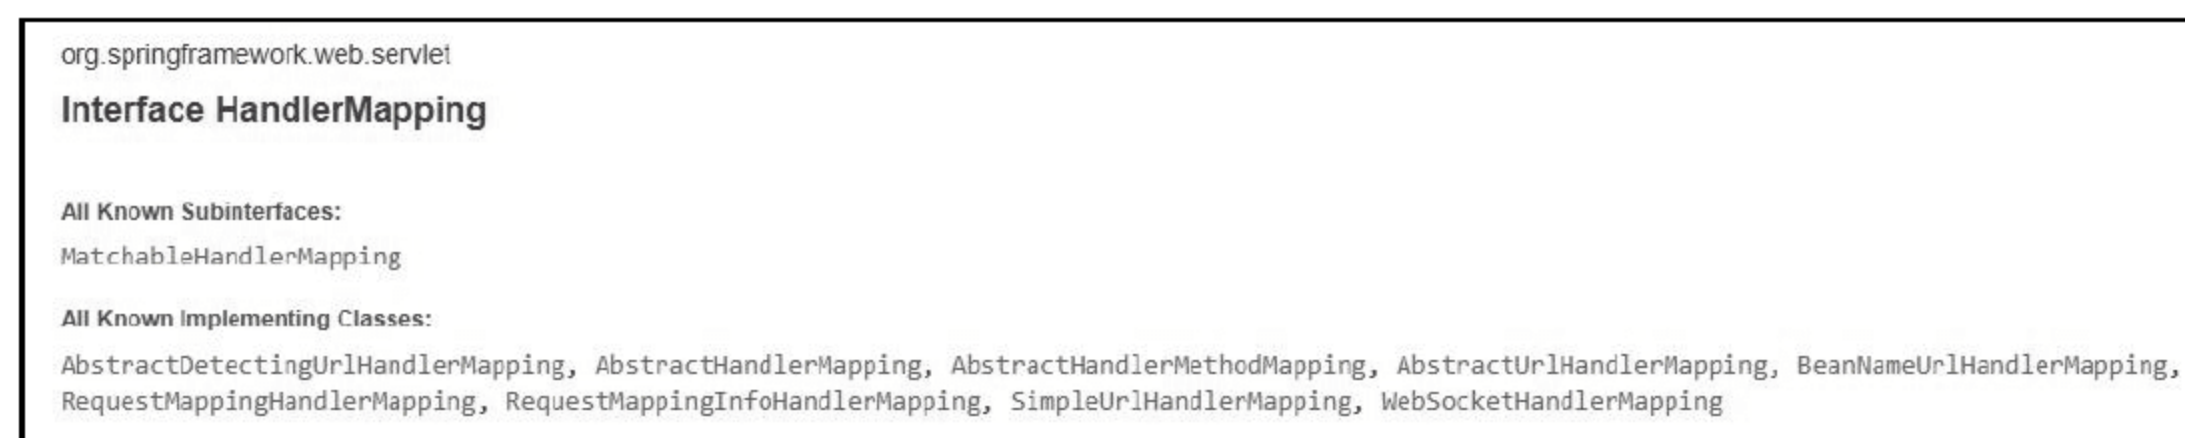 org.springframework.web.servlet
Interface HandlerMapping
All Known Subinterfaces:
MatchableHandlerMapping
All Known Implementing Classes:
AbstractDetectingUrlHandlerMapping, AbstractHandlerMapping, AbstractHandlerMethodMapping, AbstractUrlHandlerMapping, BeanNameUrlHandlerMapping,
RequestMappingHandlerMapping, RequestMappingInfoHandlerMapping, SimpleUrlHandlerMapping, WebSocketHandlerMapping